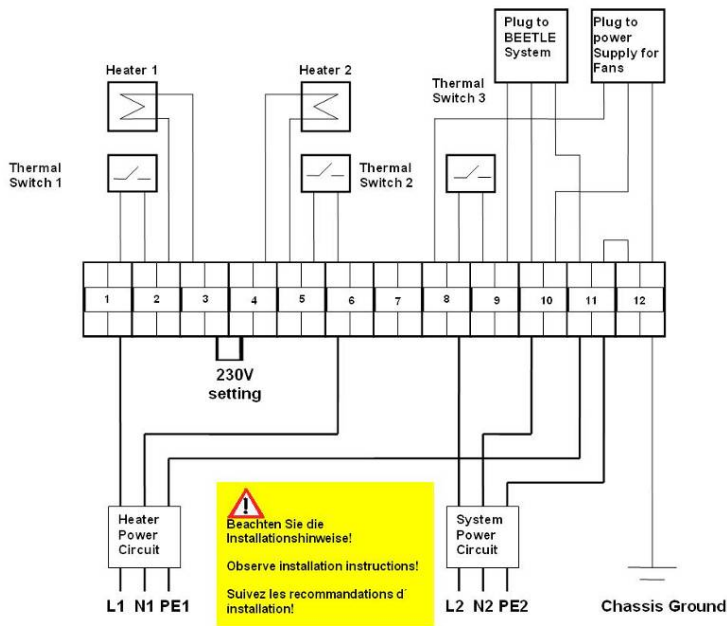 Plug to
BEETLE
System
Plug to
power
Supply for
Fans
Heater 1
Heater 2
Thermal
Switch 3
Thermal
Switch 1
Thermal
Switch 2
1 2 3 4 5 6 7 8 9 10 11 12
230V
setting
Heater
Power
Circuit
Beachten Sie die
Installationshinweise!
Observe installation instructions!
Suivez les recommandations d´
installation!
System
Power
Circuit
L1 N1 PE1
L2 N2 PE2
Chassis Ground